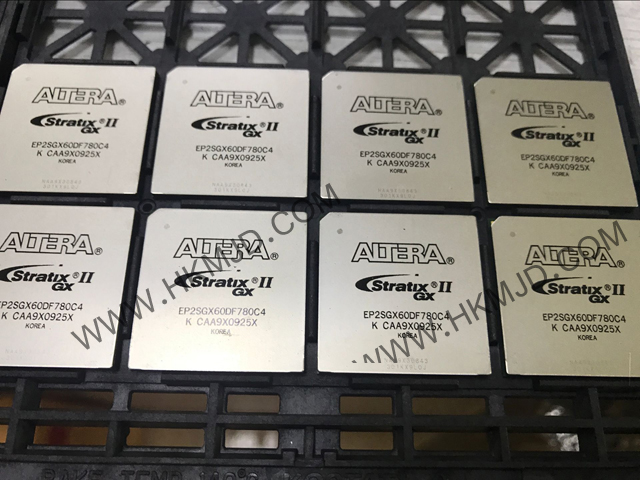 ALTERA®
Stratix® II
GX
EP2SGX60DF780C4
K CAA9X0925X
KOREA
ALTERA®
Stratix® II
GX
EP2SGX60DF780C4
K CAA9X0925X
KOREA
ALTERA®
Stratix® II
GX
EP2SGX60DF780C4
K CAA9X0925X
KOREA
ALTERA®
Stratix® II
GX
EP2SGX60DF780C4
K CAA9X0925X
KOREA
ALTERA®
Stratix® II
GX
EP2SGX60DF780C4
K CAA9X0925X
KOREA
ALTERA®
Stratix® II
GX
EP2SGX60DF780C4
K CAA9X0925X
KOREA
ALTERA®
Stratix® II
GX
EP2SGX60DF780C4
K CAA9X0925X
KOREA
ALTERA®
Stratix® II
GX
EP2SGX60DF780C4
K CAA9X0925X
KOREA
WWW.HKMJD.COM
WWW.HKMJD.COM